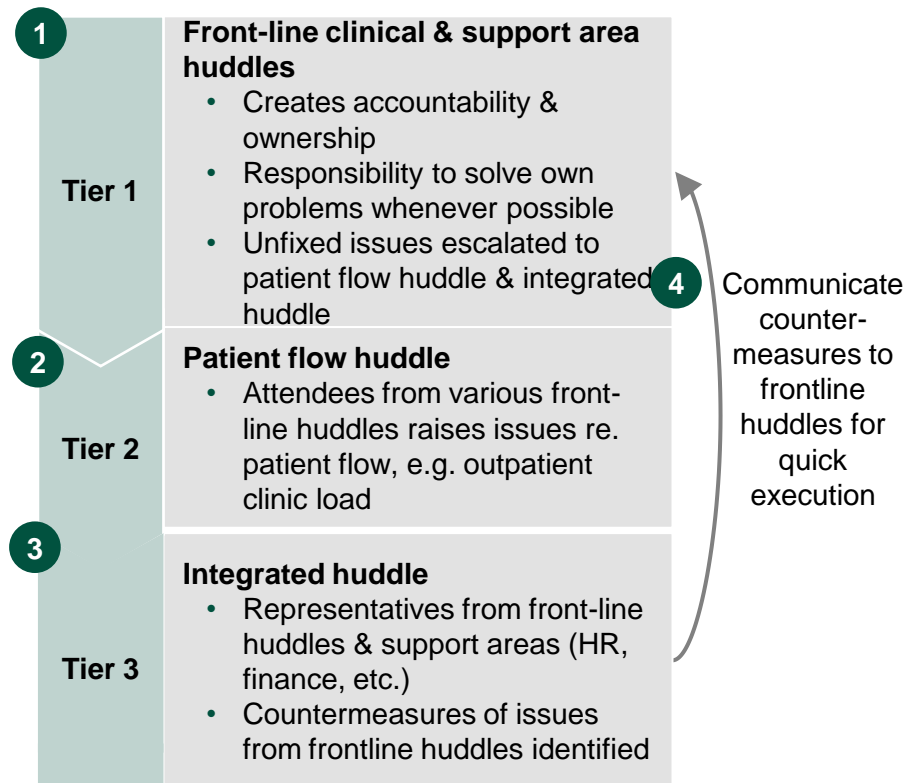 1
Front-line clinical & support area
huddles
• Creates accountability &
ownership
• Responsibility to solve own
problems whenever possible
• Unfixed issues escalated to
patient flow huddle & integrated
huddle
Tier 1
2
Patient flow huddle
• Attendees from various front-
line huddles raises issues re.
patient flow, e.g. outpatient
clinic load
Tier 2
3
Integrated huddle
• Representatives from front-line
huddles & support areas (HR,
finance, etc.)
• Countermeasures of issues
from frontline huddles identified
Tier 3
4
Communicate
counter-
measures to
frontline
huddles for
quick
execution